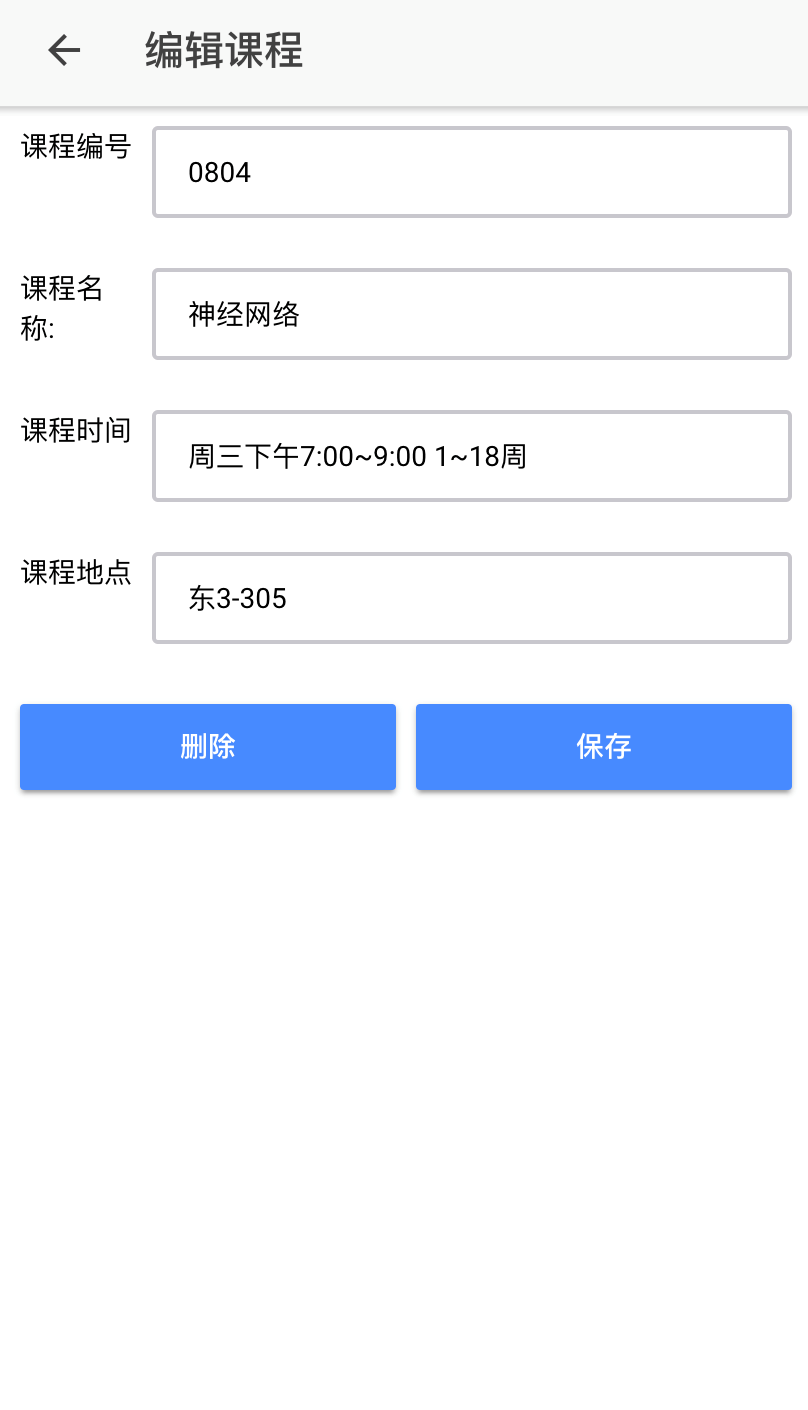 编辑课程
课程编号
0804
课程名
称:
神经网络
课程时间
周三下午7:00~9:00 1~18周
课程地点
东3-305
删除
保存